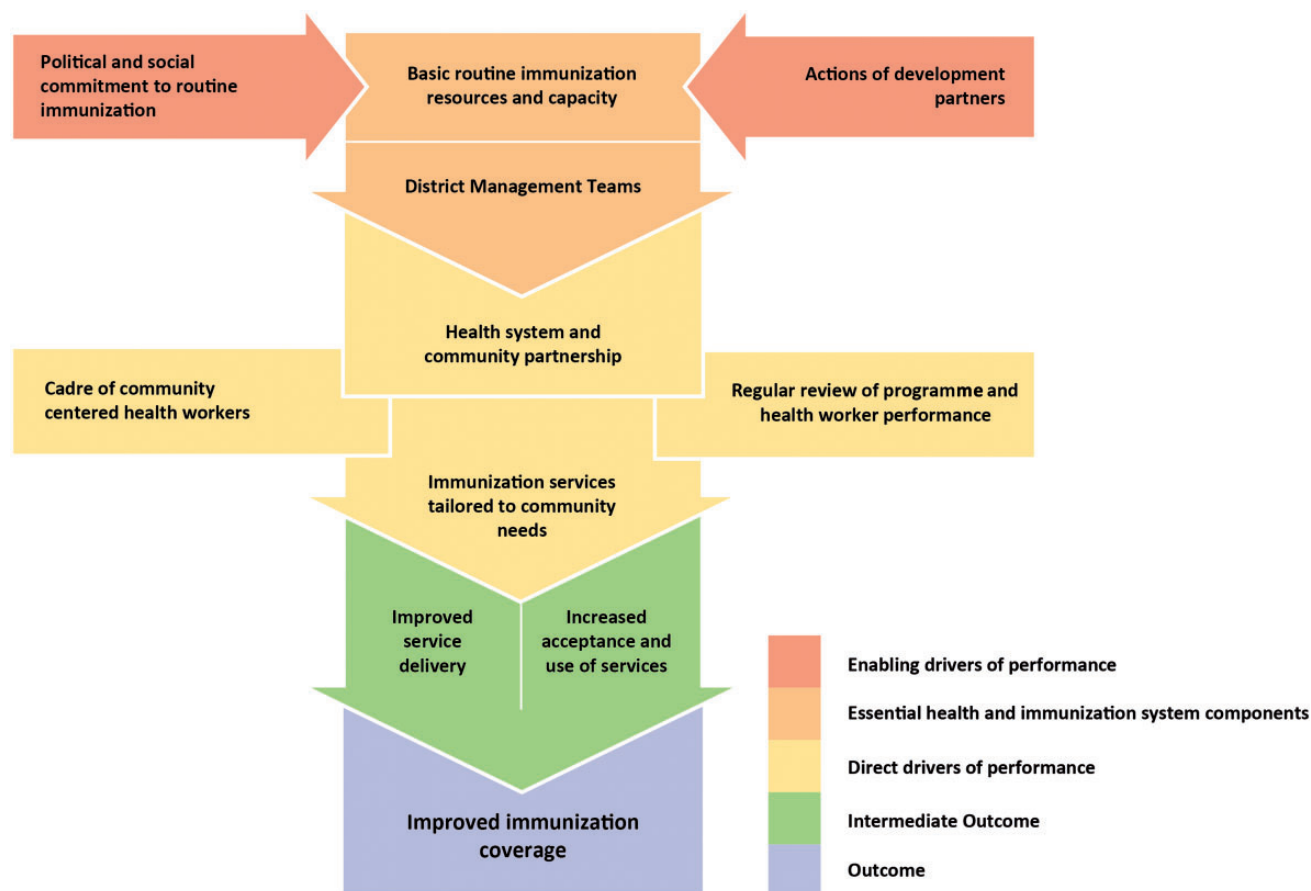 Political and social
commitment to routine
immunization
Basic routine immunization
resources and capacity
Actions of development
partners
District Management Teams
Health system and
community partnership
Cadre of community
centered health workers
Regular review of programme and
health worker performance
Immunization services
tailored to community
needs
Improved
service
delivery
Increased
acceptance and
use of services
Improved immunization
coverage
Enabling drivers of performance
Essential health and immunization system components
Direct drivers of performance
Intermediate Outcome
Outcome